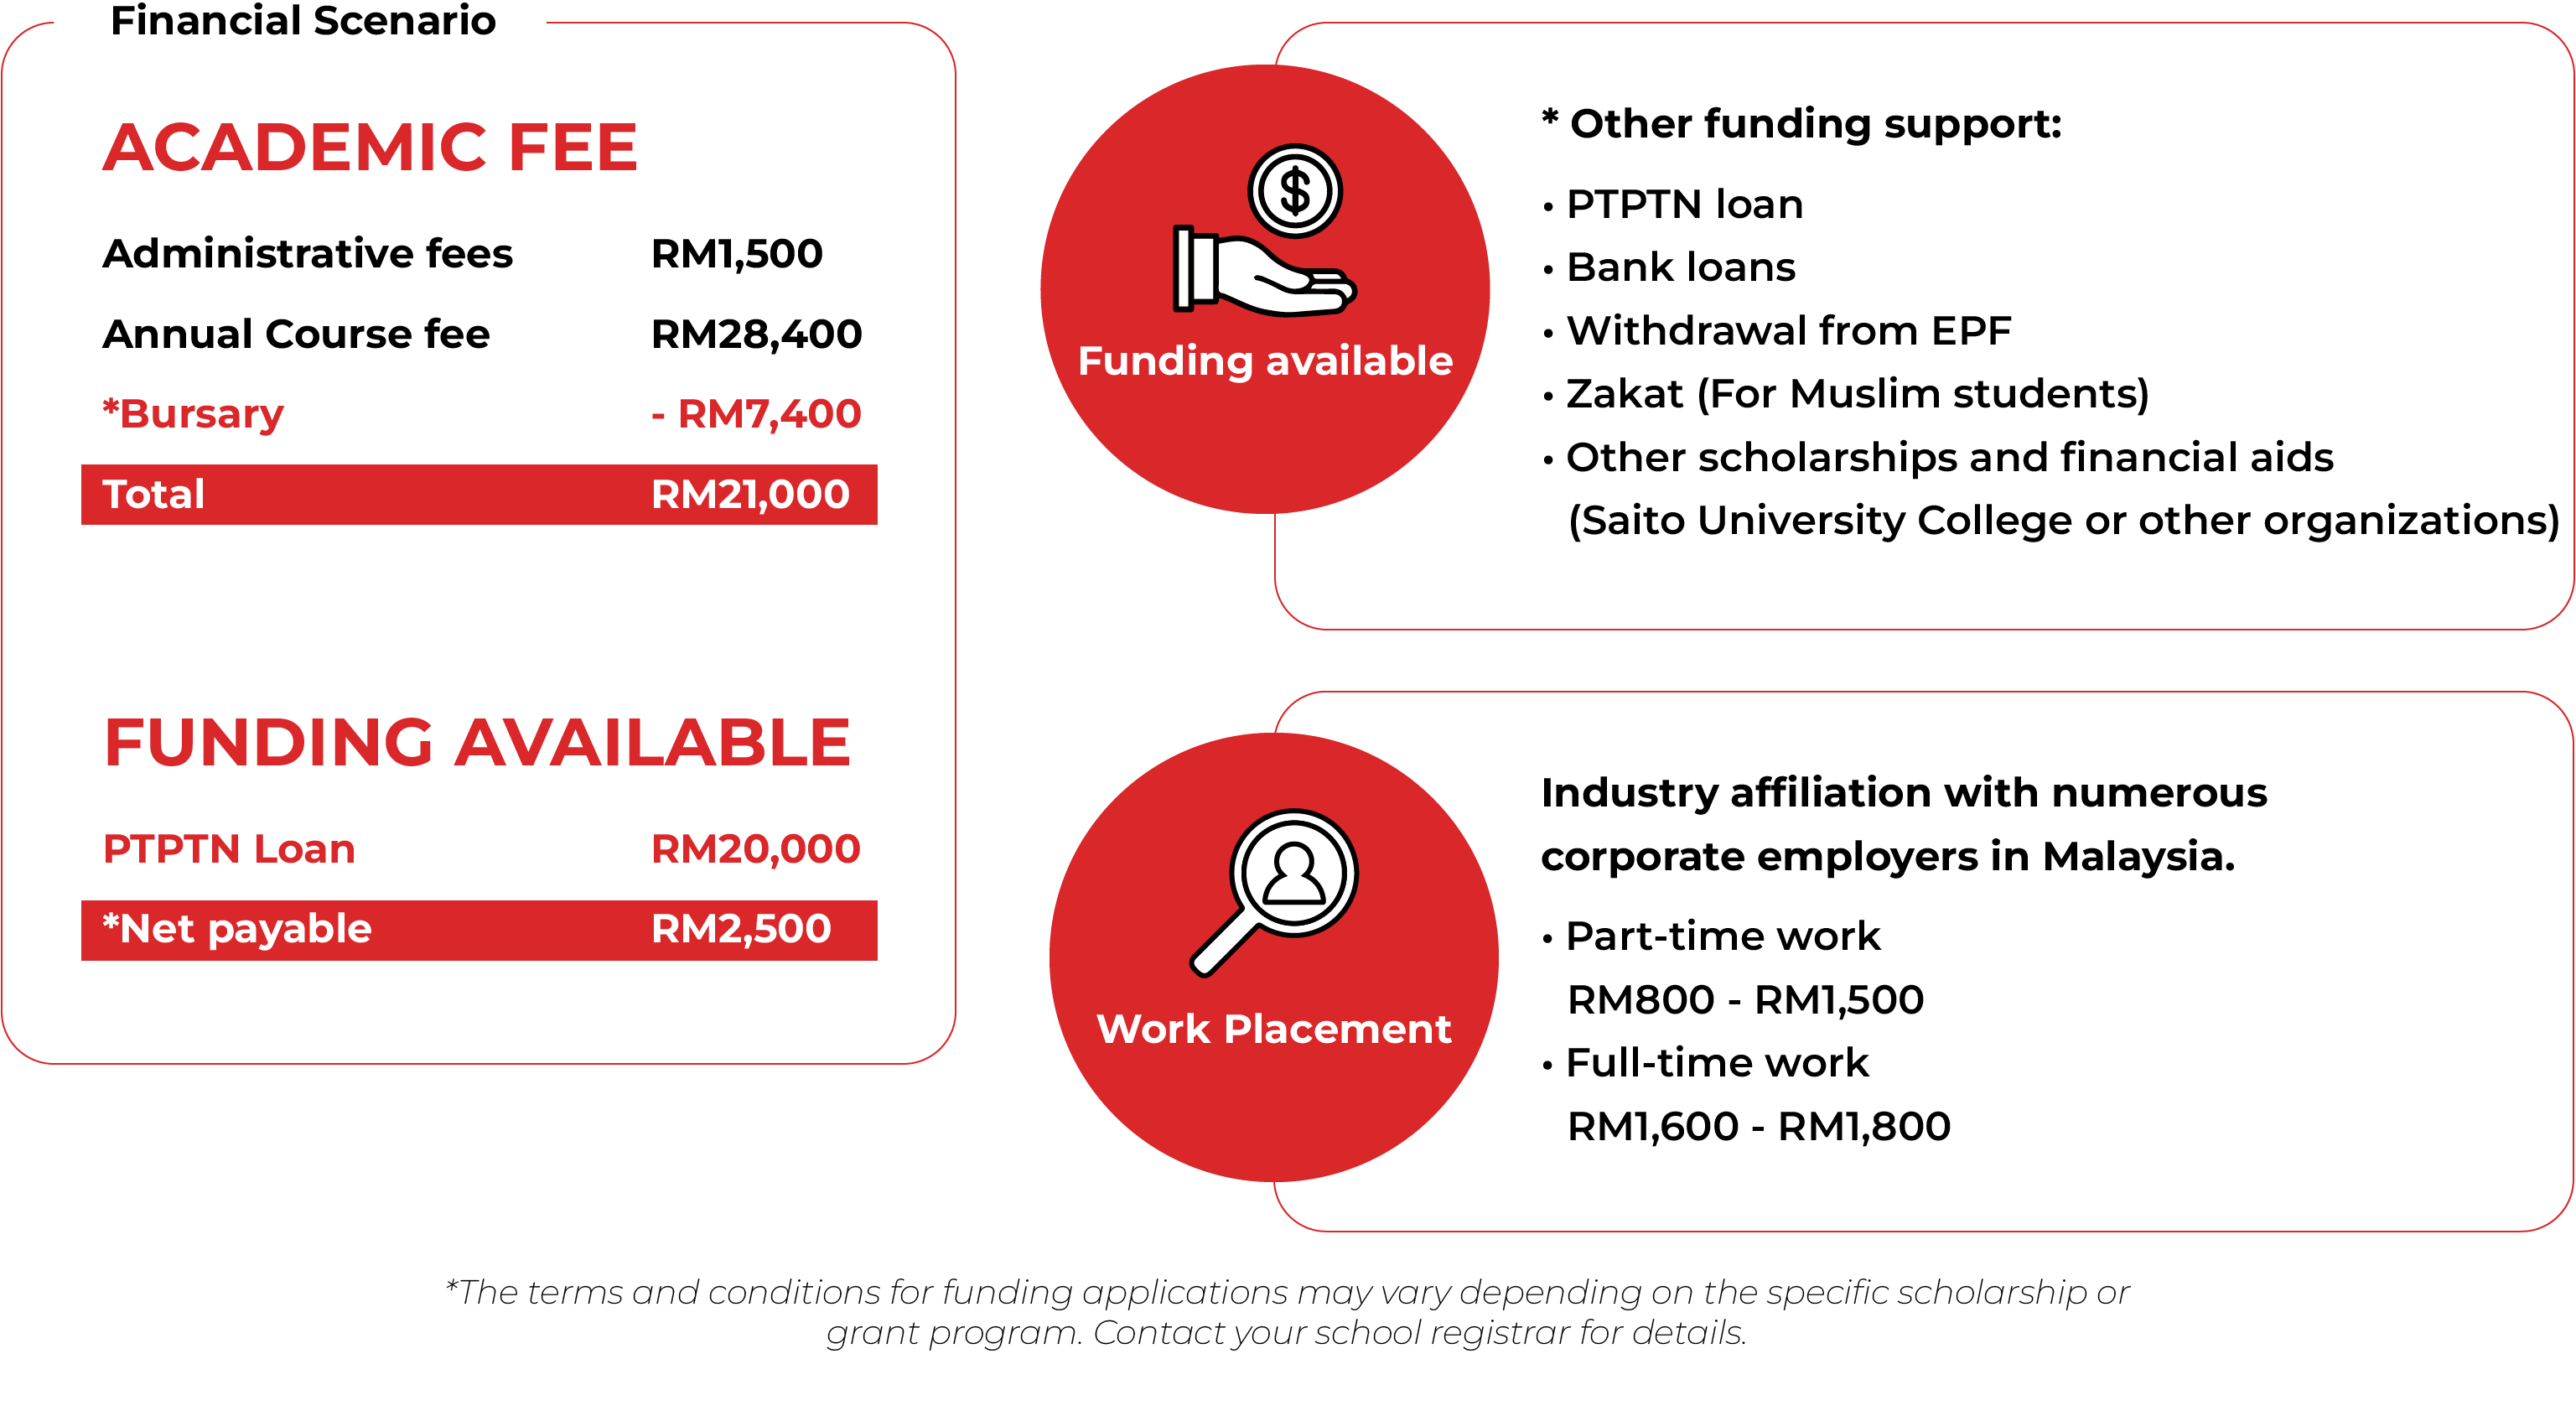 Financial Scenario
ACADEMIC FEE
Administrative fees RM1,500
Annual Course fee RM28,400
*Bursary - RM7,400
Total RM21,000
FUNDING AVAILABLE
PTPTN Loan RM20,000
*Net payable RM2,500
$
Funding available
* Other funding support:
• PTPTN loan
• Bank loans
• Withdrawal from EPF
• Zakat (For Muslim students)
• Other scholarships and financial aids
(Saito University College or other organizations)
Work Placement
Industry affiliation with numerous
corporate employers in Malaysia.
• Part-time work
RM800 - RM1,500
• Full-time work
RM1,600 - RM1,800
*The terms and conditions for funding applications may vary depending on the specific scholarship or
grant program. Contact your school registrar for details.